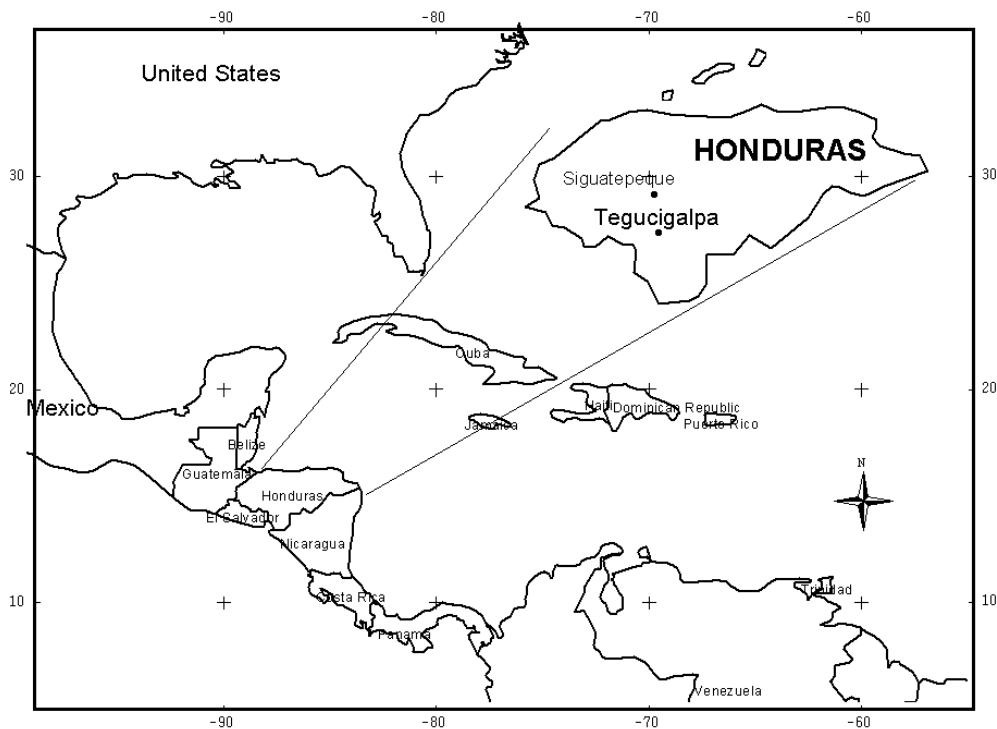 -90 -80 -70 -60
United States
HONDURAS
30 30
Siguatepeque
Tegucigalpa
Cuba
20 20
Mexico
Haiti Dominican Republic
Jamaica
Puerto Rico
Belize
Guatemala
N
Honduras
El Salvador
Nicaragua
Trinidad
Costa Rica
10 10
Panama
Venezuela
-90 -80 -70 -60